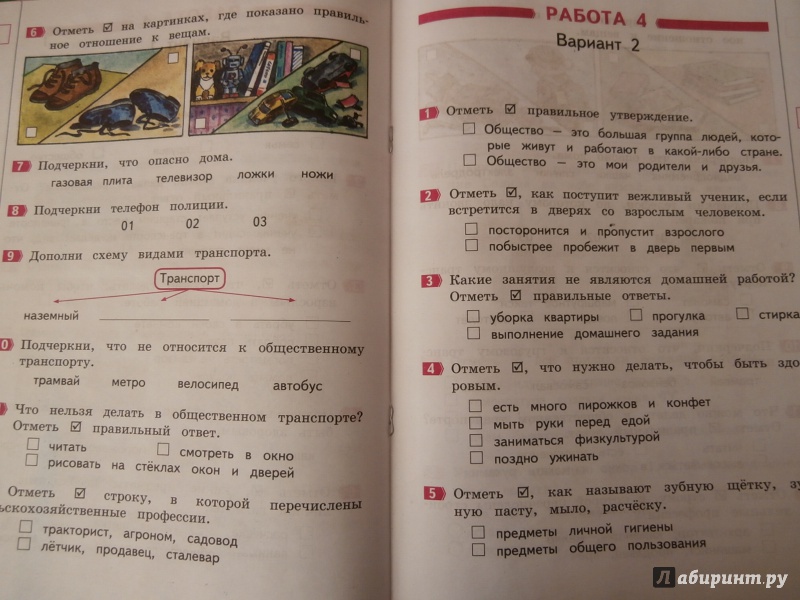 6 Отметь ☑ на картинках, где показано правиль-
ное отношение к вещам.
7 Подчеркни, что опасно дома.
газовая плита телевизор ложки ножи
8 Подчеркни телефон полиции.
01 02 03
9 Дополни схему видами транспорта.
Транспорт
наземный
0 Подчеркни, что не относится к общественному
транспорту.
трамвай метро велосипед автобус
Что нельзя делать в общественном транспорте?
Отметь ☑ правильный ответ.
читать смотреть в окно
рисовать на стёклах окон и дверей
Отметь ☑ строку, в которой перечислены
ьскохозяйственные профессии.
тракторист, агроном, садовод
лётчик, продавец, сталевар
РАБОТА 4
Вариант 2
1 Отметь ☑ правильное утверждение.
Общество — это большая группа людей, кото-
рые живут и работают в какой-либо стране.
Общество — это мои родители и друзья.
2 Отметь ☑, как поступит вежливый ученик, если
встретится в дверях со взрослым человеком.
посторонится и пропустит взрослого
побыстрее пробежит в дверь первым
3 Какие занятия не являются домашней работой?
Отметь ☑ правильные ответы.
уборка квартиры прогулка стирка
выполнение домашнего задания
4 Отметь ☑, что нужно делать, чтобы быть здо-
ровым.
есть много пирожков и конфет
мыть руки перед едой
заниматься физкультурой
поздно ужинать
5 Отметь ☑, как называют зубную щётку, зу
ную пасту, мыло, расчёску.
предметы личной гигиены
предметы общего пользования
Лабиринт.ру